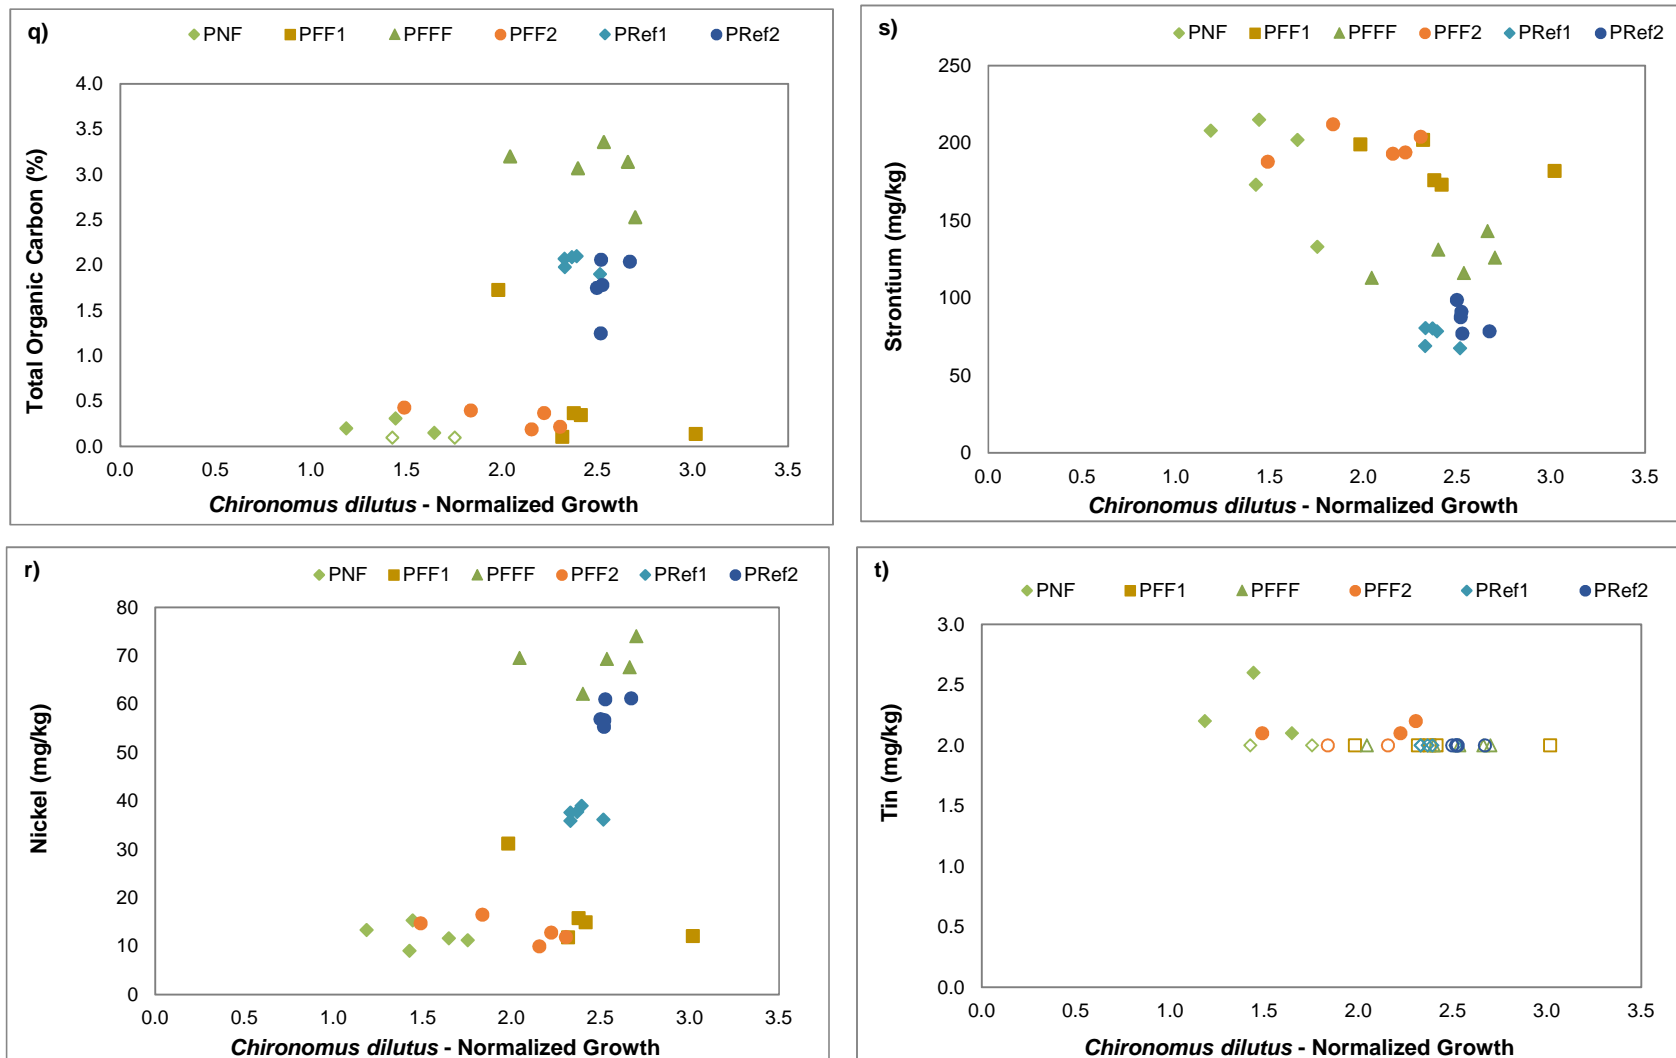 q)
PNF PFF1 PFFF PFF2 PRef1 PRef2
Total Organic Carbon (%)
4.0
3.5
3.0
2.5
2.0
1.5
1.0
0.5
0.0
0.0 0.5 1.0 1.5 2.0 2.5 3.0 3.5
Chironomus dilutus - Normalized Growth
s)
PNF PFF1 PFFF PFF2 PRef1 PRef2
Strontium (mg/kg)
250
200
150
100
50
0
0.0 0.5 1.0 1.5 2.0 2.5 3.0 3.5
Chironomus dilutus - Normalized Growth
r)
PNF PFF1 PFFF PFF2 PRef1 PRef2
Nickel (mg/kg)
80
70
60
50
40
30
20
10
0
0.0 0.5 1.0 1.5 2.0 2.5 3.0 3.5
Chironomus dilutus - Normalized Growth
t)
PNF PFF1 PFFF PFF2 PRef1 PRef2
Tin (mg/kg)
3.0
2.5
2.0
1.5
1.0
0.5
0.0
0.0 0.5 1.0 1.5 2.0 2.5 3.0 3.5
Chironomus dilutus - Normalized Growth